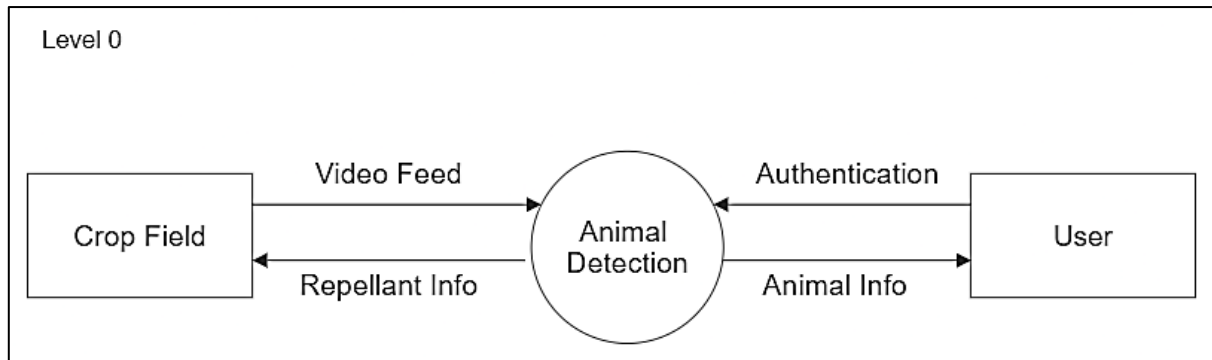 Level 0
Video Feed
Authentication
Crop Field
Animal
Detection
User
Repellant Info
Animal Info